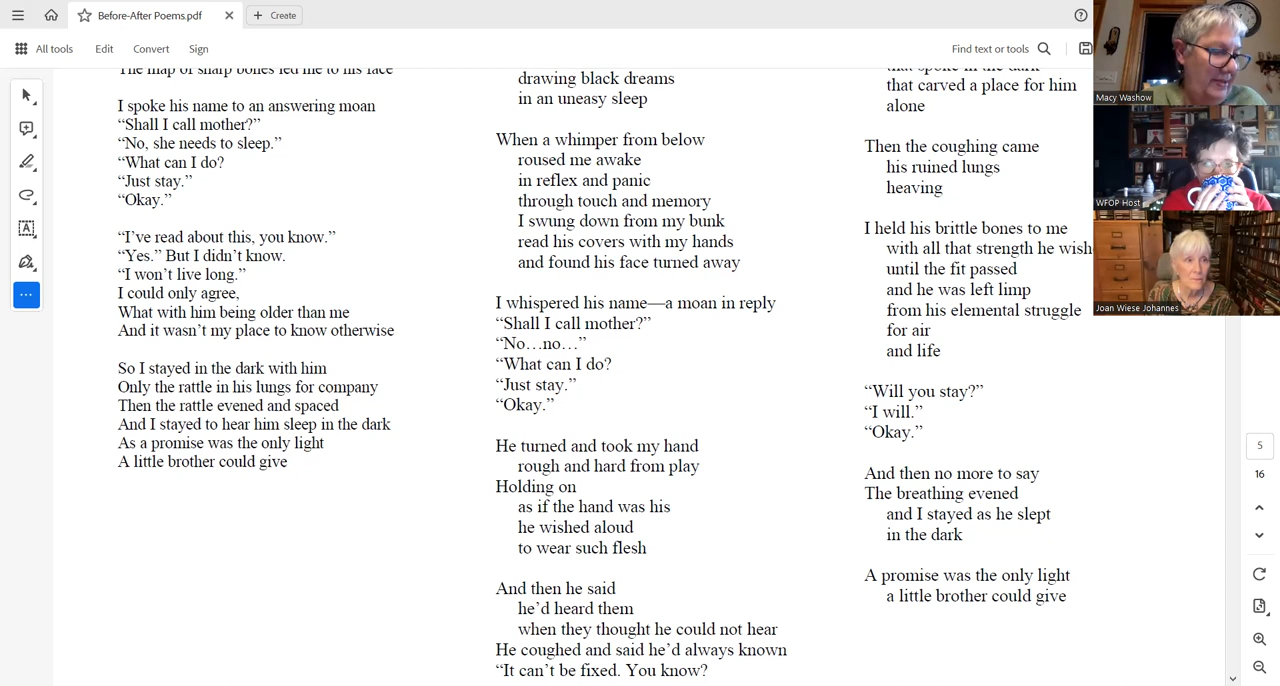 Before-After Poems.pdf
Create
All tools
Edit
Convert
Sign
Find text or tools
The map of sharp bones led me to his face
I spoke his name to an answering moan
“Shall I call mother?”
“No, she needs to sleep.”
“What can I do?
“Just stay.”
“Okay.”
“I’ve read about this, you know.”
“Yes.” But I didn’t know.
“I won’t live long.”
I could only agree,
What with him being older than me
And it wasn’t my place to know otherwise
So I stayed in the dark with him
Only the rattle in his lungs for company
Then the rattle evened and spaced
And I stayed to hear him sleep in the dark
As a promise was the only light
A little brother could give
drawing black dreams
in an uneasy sleep
When a whimper from below
roused me awake
in reflex and panic
through touch and memory
I swung down from my bunk
read his covers with my hands
and found his face turned away
I whispered his name—a moan in reply
“Shall I call mother?”
“No…no…”
“What can I do?
“Just stay.”
“Okay.”
He turned and took my hand
rough and hard from play
Holding on
as if the hand was his
he wished aloud
to wear such flesh
And then he said
he’d heard them
when they thought he could not hear
He coughed and said he’d always known
“It can’t be fixed. You know?
that spoke in the dark
that carved a place for him
alone
Then the coughing came
his ruined lungs
heaving
I held his brittle bones to me
with all that strength he wish
until the fit passed
and he was left limp
from his elemental struggle
for air
and life
“Will you stay?”
“I will.”
“Okay.”
And then no more to say
The breathing evened
and I stayed as he slept
in the dark
A promise was the only light
a little brother could give
Macy Washow
WFOP Host
Joan Wiese Johannes
5
16